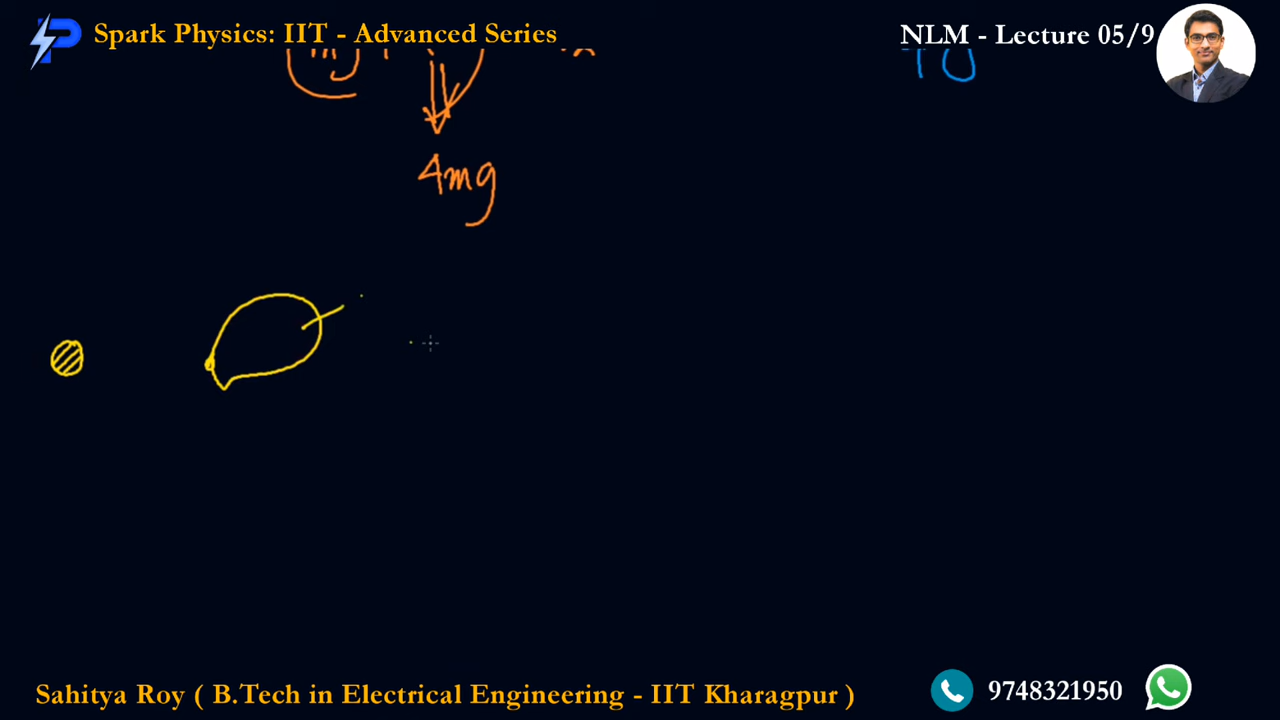 Spark Physics: IIT - Advanced Series
NLM - Lecture 05/9
4mg
Sahitya Roy ( B.Tech in Electrical Engineering - IIT Kharagpur )
9748321950